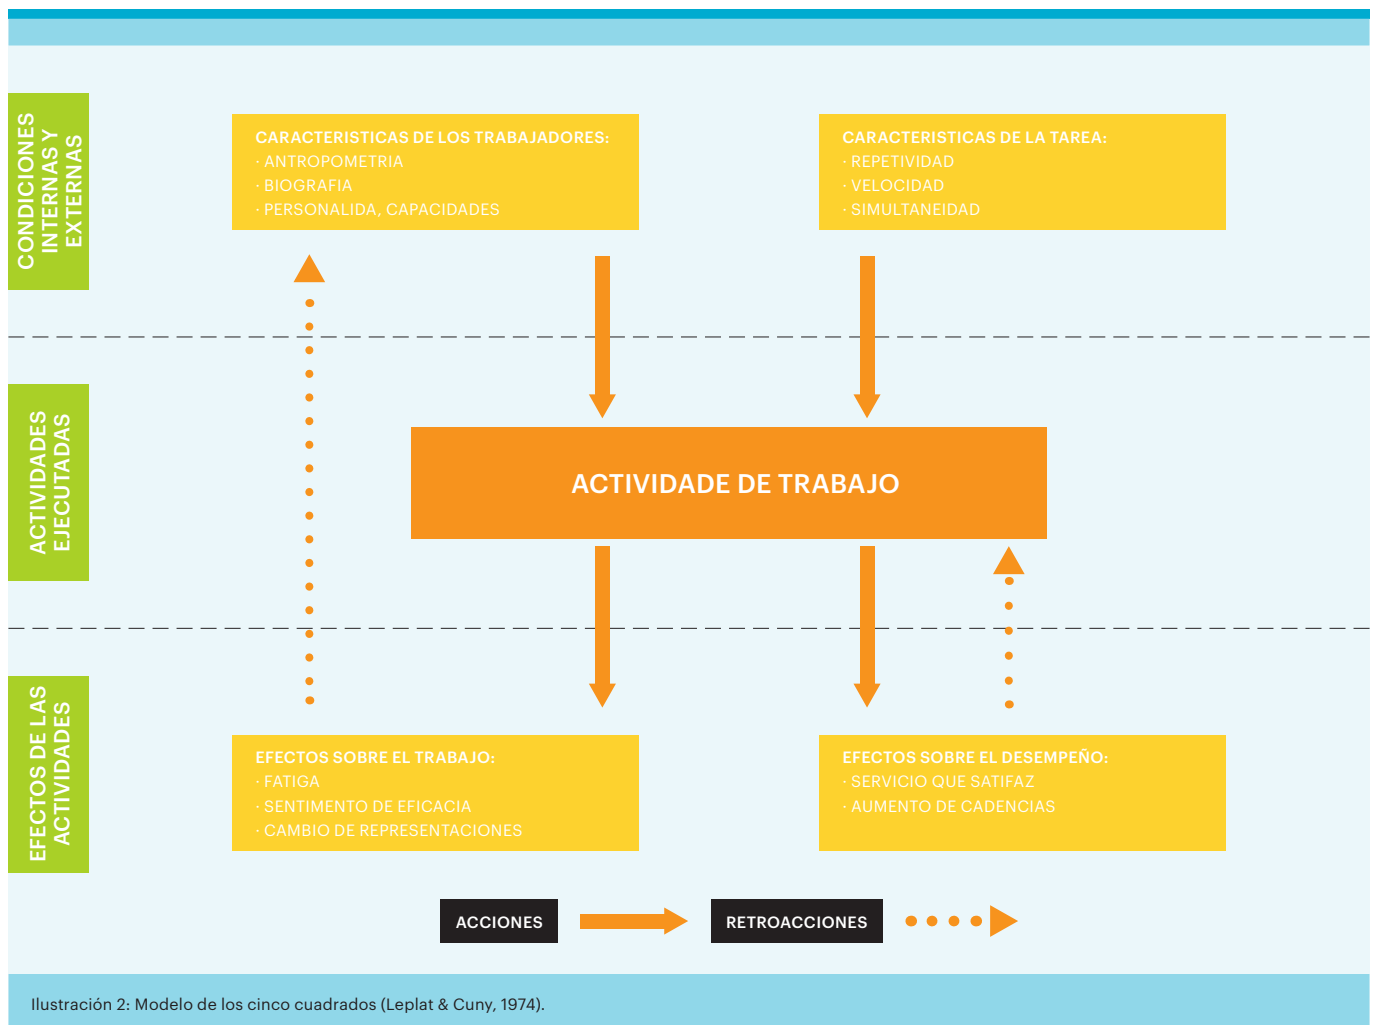 CONDICIONES
INTERNAS Y
EXTERNAS
CARACTERISTICAS DE LOS TRABAJADORES:
· ANTROPOMETRIA
· BIOGRAFIA
· PERSONALIDA, CAPACIDADES
CARACTERISTICAS DE LA TAREA:
· REPETIVIDAD
· VELOCIDAD
· SIMULTANEIDAD
ACTIVIDADES
EJECUTADAS
ACTIVIDADE DE TRABAJO
EFECTOS DE LAS
ACTIVIDADES
EFECTOS SOBRE EL TRABAJO:
· FATIGA
· SENTIMENTO DE EFICACIA
· CAMBIO DE REPRESENTACIONES
EFECTOS SOBRE EL DESEMPEÑO:
· SERVICIO QUE SATIFAZ
· AUMENTO DE CADENCIAS
ACCIONES
RETROACCIONES
Ilustración 2: Modelo de los cinco cuadrados (Leplat & Cuny, 1974).